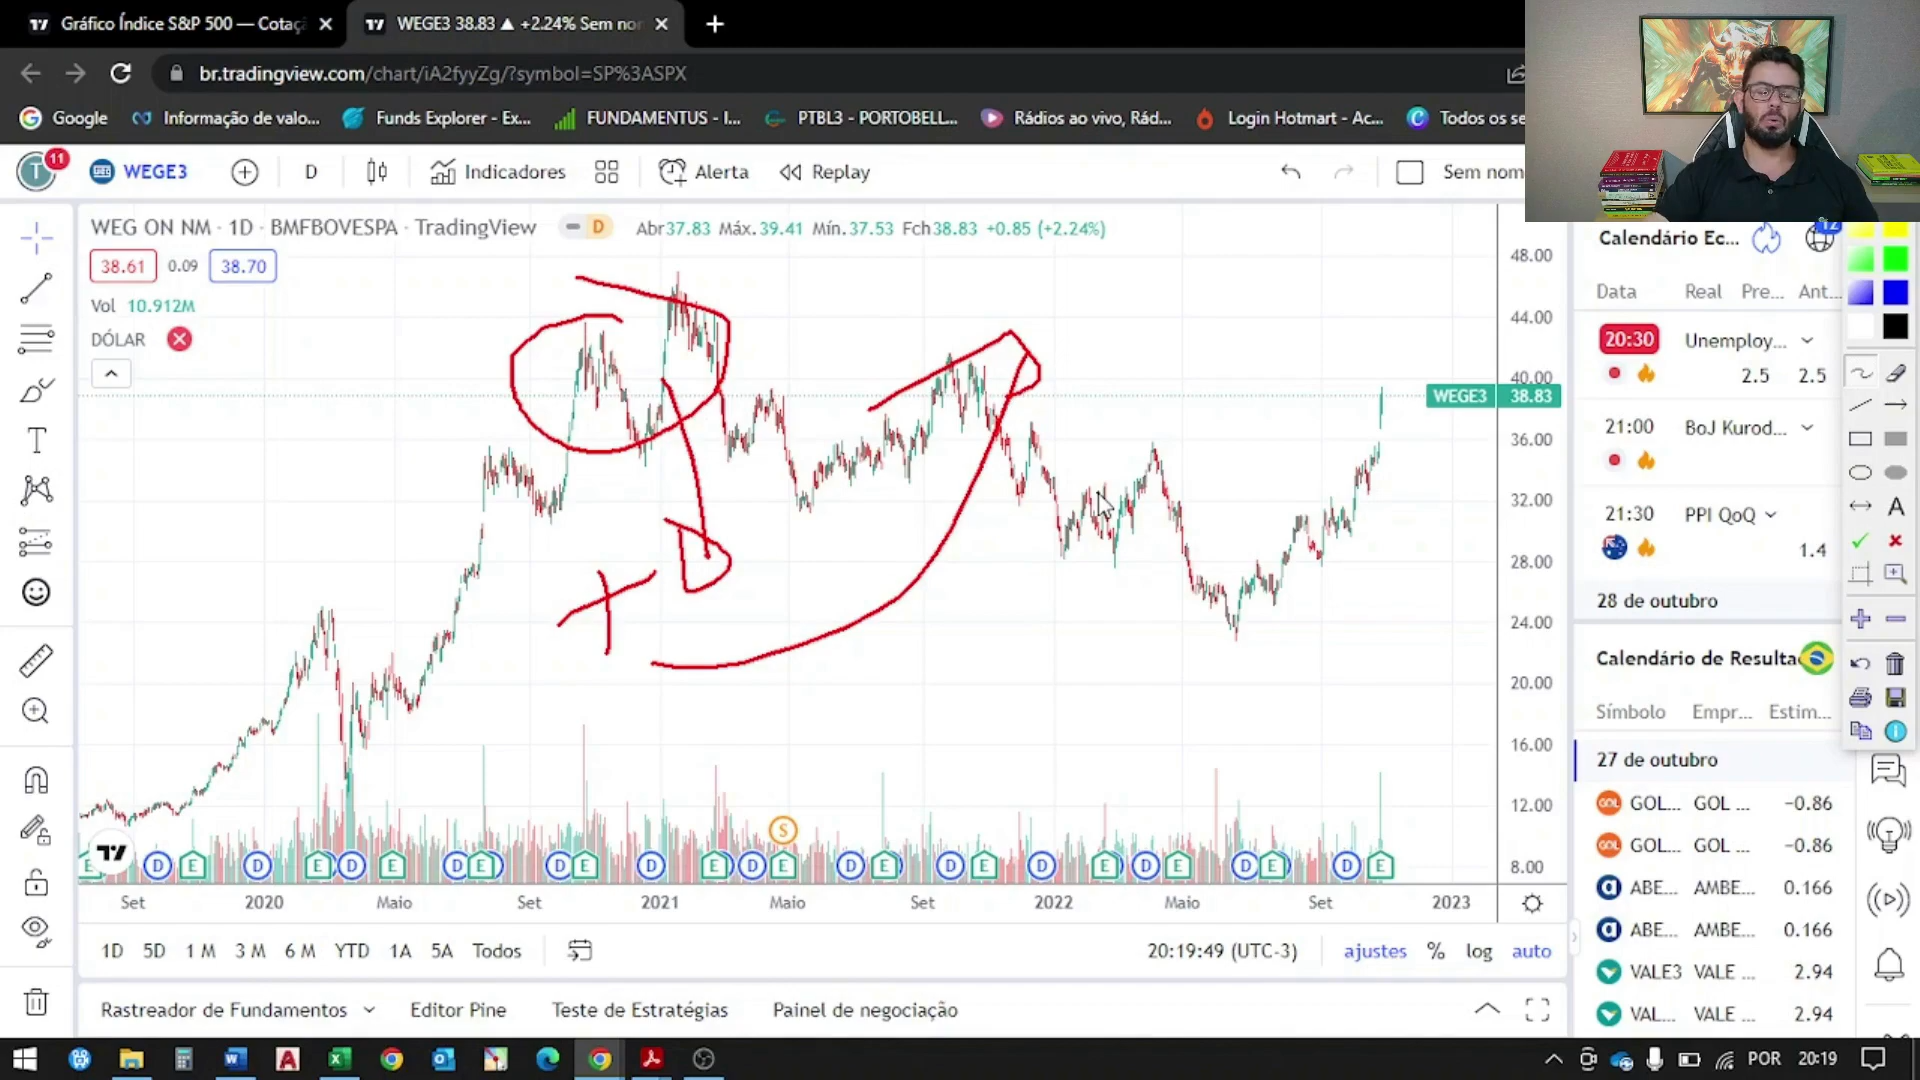 Gráfico Índice S&P 500 — Cotaç
WEGE3 38.83 ▲ +2.24% Sem no
br.tradingview.com/chart/iA2fyyZg/?symbol=SP%3ASPX
Google
Informação de valo...
Funds Explorer - Ex...
FUNDAMENTUS - I...
PTBL3 - PORTOBELL...
Rádios ao vivo, Rád...
Login Hotmart - Ac...
Todos os se
T 11
WEGE3
D
Indicadores
Alerta
Replay
Sem nom
WEG ON NM · 1D · BMFBOVESPA · TradingView
D
Abr37.83 Máx.39.41 Mín.37.53 Fch38.83 +0.85 (+2.24%)
38.61 0.09 38.70
Vol 10.912M
DÓLAR
+ D
48.00
44.00
40.00
WEGE3 38.83
36.00
32.00
28.00
24.00
20.00
16.00
12.00
8.00
S
E D E D E D E D E D E D E D E D E D E D E D E D E D E
Set 2020 Maio Set 2021 Maio Set 2022 Maio Set 2023
1D 5D 1 M 3 M 6 M YTD 1A 5A Todos
20:19:49 (UTC-3)
ajustes % log auto
Rastreador de Fundamentos
Editor Pine
Teste de Estratégias
Painel de negociação
Calendário Ec...
12
Data Real Pre... Ant...
20:30 Unemploy...
2.5 2.5
21:00 BoJ Kurod...
21:30 PPI QoQ
1.4
28 de outubro
Calendário de Resulta
Símbolo Empr... Estim...
27 de outubro
GOL GOL... GOL ... −0.86
GOL GOL... GOL ... −0.86
ABE... AMBE... 0.166
ABE... AMBE... 0.166
VALE3 VALE ... 2.94
VAL... VALE ... 2.94
A
POR 20:19